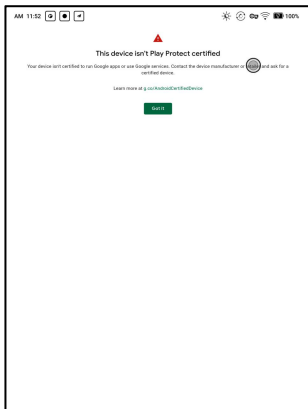 AM 11:52 100%
This device isn't Play Protect certified
Your device isn't certified to run Google apps or use Google services. Contact the device manufacturer or and ask for a
certified device.
Learn more at g.co/AndroidCertifiedDevice
Got it